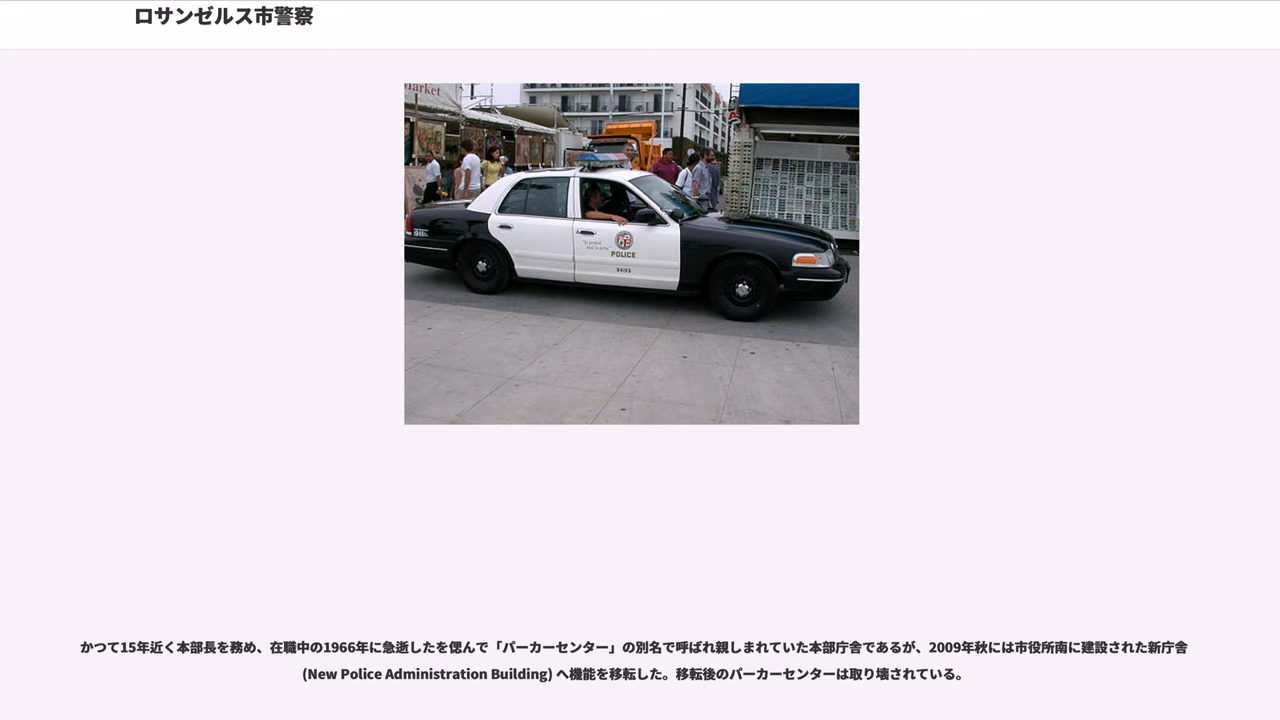 ロサンゼルス市警察
arket
POLICE
かつて15年近く本部長を務め、在職中の1966年に急逝したを偲んで「パーカーセンター」の別名で呼ばれ親しまれていた本部庁舎であるが、2009年秋には市役所南に建設された新庁舎
(New Police Administration Building) へ機能を移転した。移転後のパーカーセンターは取り壊されている。